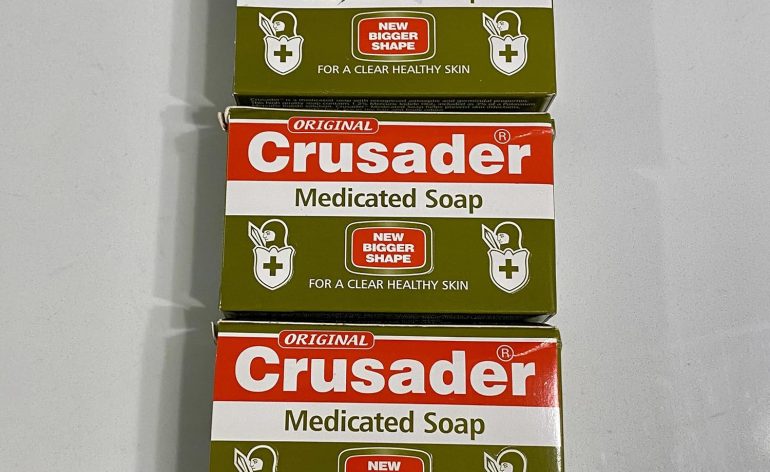 NEW
BIGGER
SHAPE
FOR A CLEAR HEALTHY SKIN
ORIGINAL
Crusader®
Medicated Soap
NEW
BIGGER
SHAPE
FOR A CLEAR HEALTHY SKIN
ORIGINAL
Crusader®
Medicated Soap
NEW
BIGGER